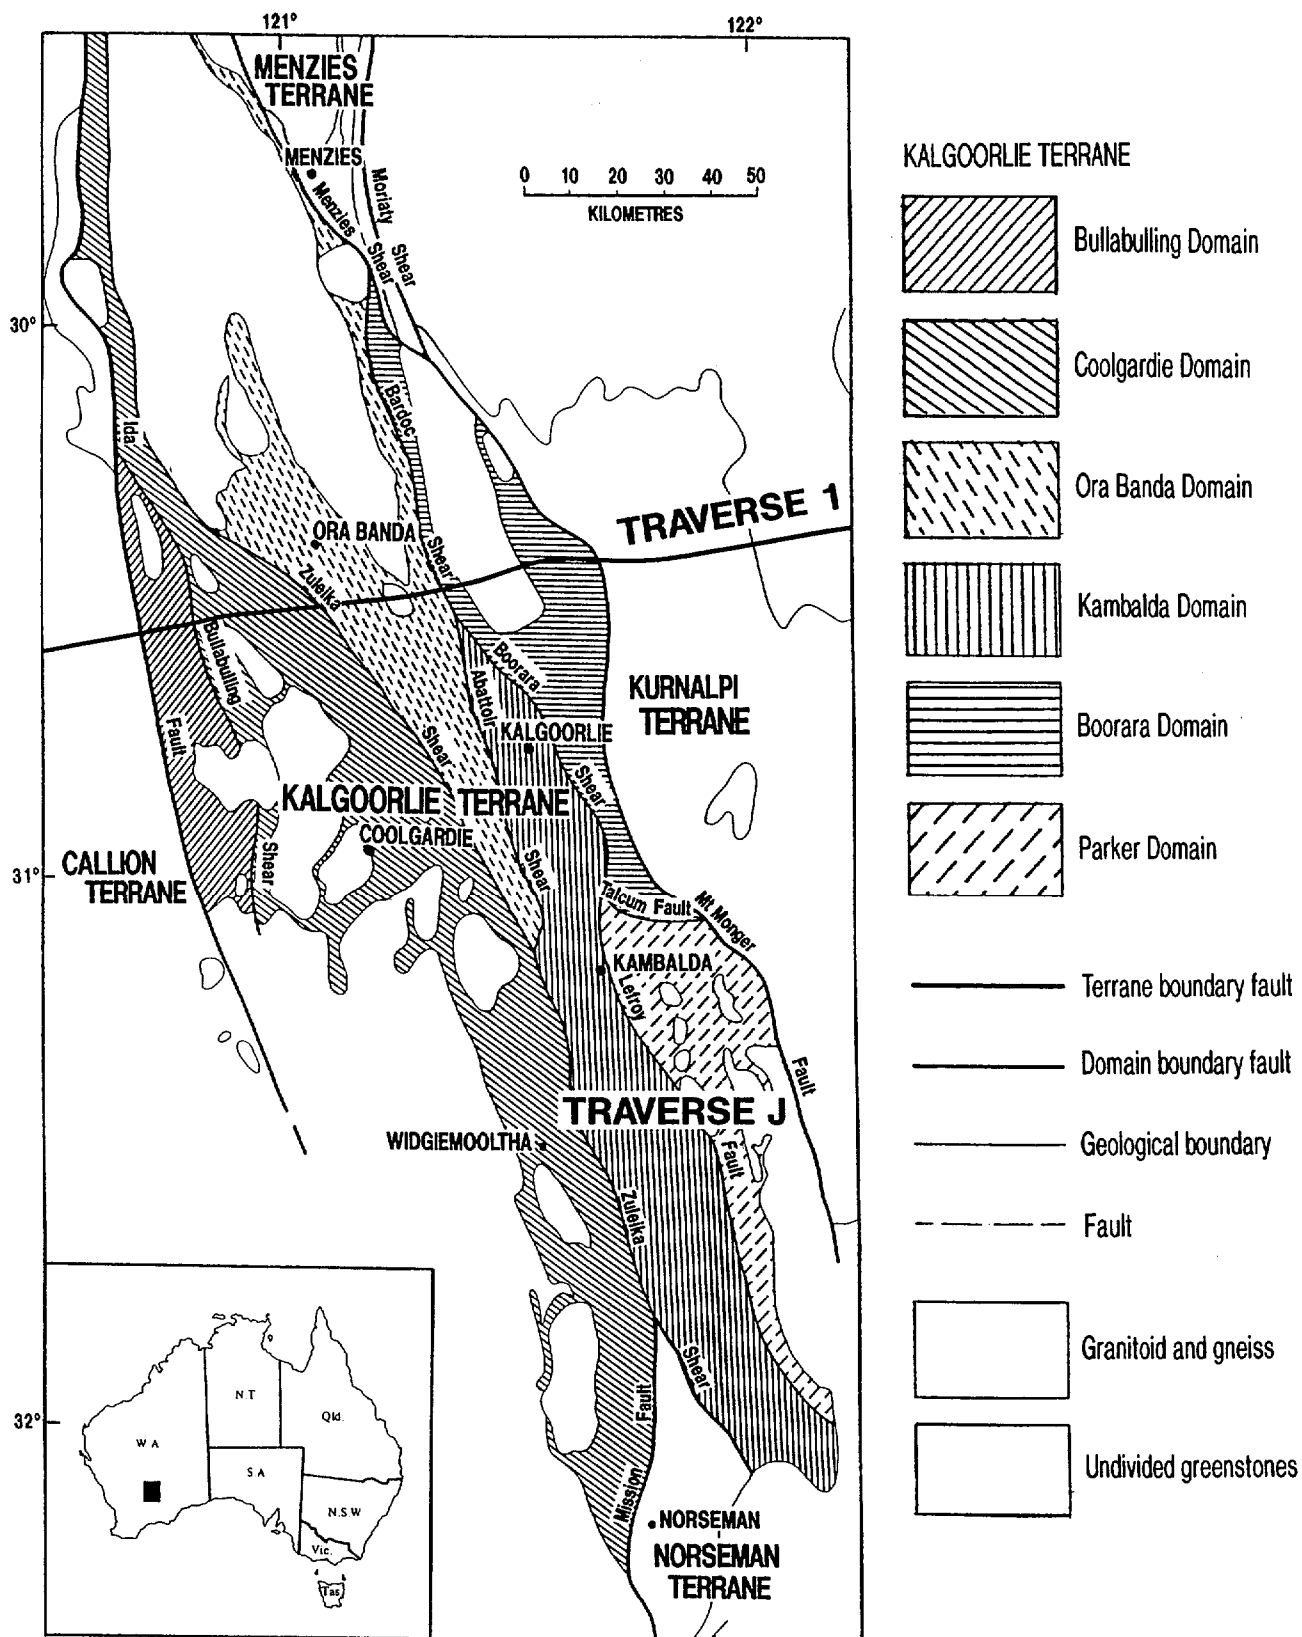 121°
122°
MENZIES
TERRANE
MENZIES
Menzies
Shear
Moriaty
Shear
0 10 20 30 40 50
KILOMETRES
30°
Bardoc
Shear
Ida
Fault
TRAVERSE 1
ORA BANDA
Zuleika
Shear
Bullabulling
Shear
Boorara
Shear
Abattoir
Shear
KURNALPI
TERRANE
KALGOORLIE
KALGOORLIE TERRANE
COOLGARDIE
CALLION
TERRANE
31°
Talcum Fault
Mt Monger
Fault
KAMBALDA
Lefroy
Fault
TRAVERSE J
WIDGIEMOOLTHA
Zuleika
Shear
32°
Mission
Fault
NORSEMAN
NORSEMAN
TERRANE
N T
Qld.
W A
S A
N.S.W
Vic.
Tas
KALGOORLIE TERRANE
Bullabulling Domain
Coolgardie Domain
Ora Banda Domain
Kambalda Domain
Boorara Domain
Parker Domain
Terrane boundary fault
Domain boundary fault
Geological boundary
Fault
Granitoid and gneiss
Undivided greenstones